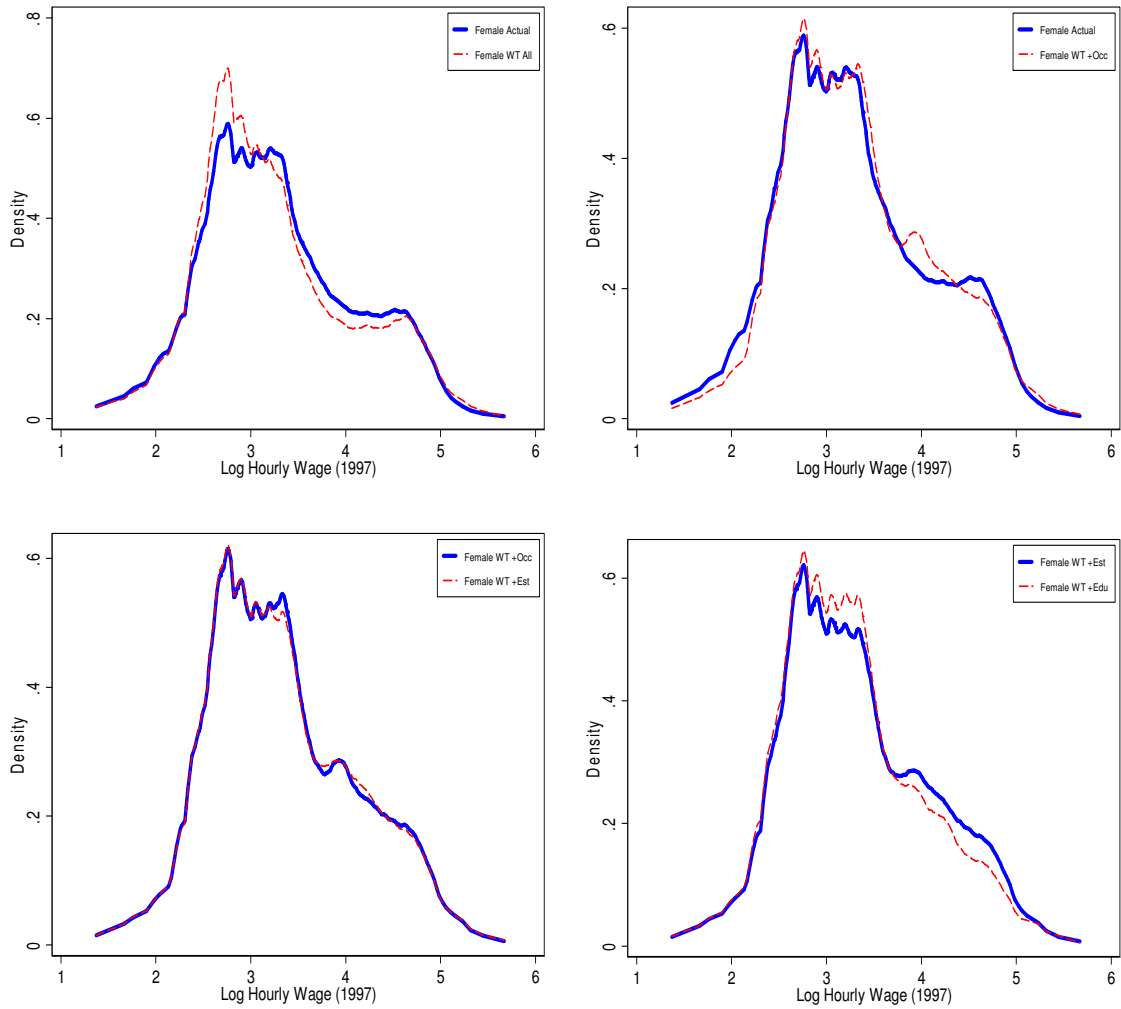 Female Actual
Female WT All
Density
0
.2
.4
.6
.8
1
2
3
4
5
6
Log Hourly Wage (1997)
Female Actual
Female WT +Occ
Density
0
.2
.4
.6
1
2
3
4
5
6
Log Hourly Wage (1997)
Female WT +Occ
Female WT +Est
Density
0
.2
.4
.6
1
2
3
4
5
6
Log Hourly Wage (1997)
Female WT +Est
Female WT +Edu
Density
0
.2
.4
.6
1
2
3
4
5
6
Log Hourly Wage (1997)